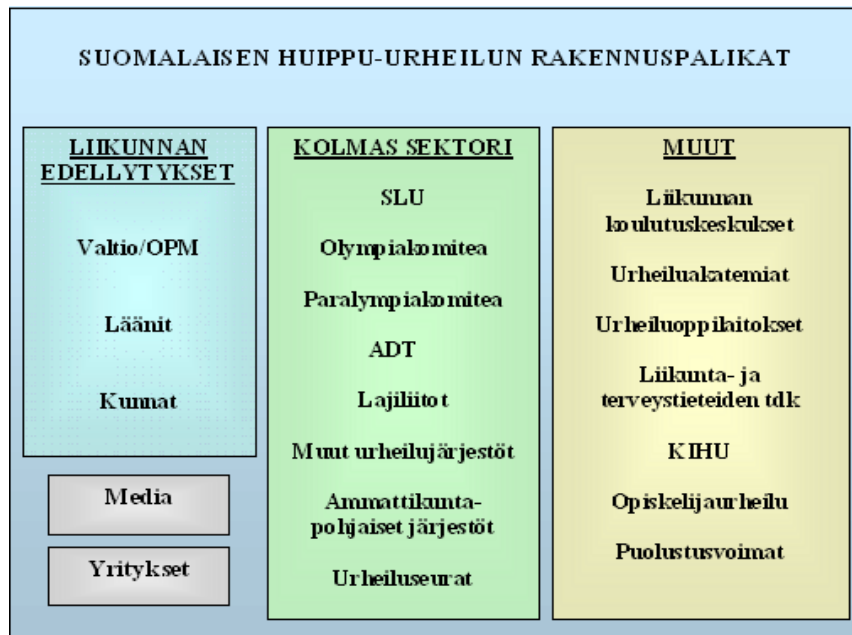 SUOMALAISEN HUIPPU-URHEILUN RAKENNUSPALIKAT
LIIKUNNAN
EDELLYTYKSET
Valtio/OPM
Läänit
Kunnat
Media
Yritykset
KOLMAS SEKTORI
SLU
Olympiakomitea
Paralympiakomitea
ADT
Lajiliitot
Muut urheilujärjestöt
Ammattikunta-
pohjaiset järjestöt
Urheiluseurat
MUUT
Liikunnan
koulutuskeskukset
Urheiluakatemiat
Urheiluoppilaitokset
Liikunta- ja
terveystieteiden tdk
KIHU
Opiskelijaurheilu
Puolustusvoimat